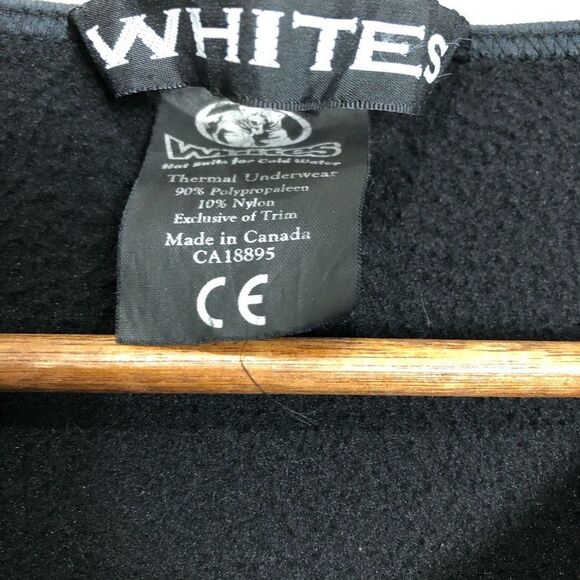 WHITES
WHITES
Hot Suits for Cold Water
Thermal Underwear
90% Polypropaleen
10% Nylon
Exclusive of Trim
Made in Canada
CA18895
CE